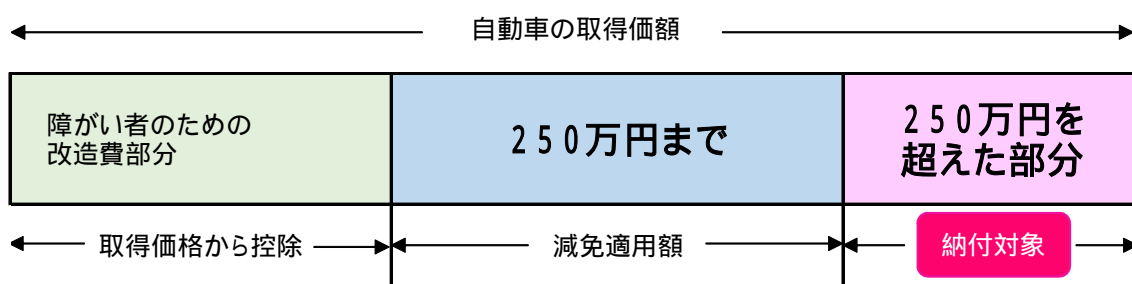 自動車の取得価額
障がい者のための
改造費部分
２５０万円まで
２５０万円を
超えた部分
取得価格から控除
減免適用額
納付対象